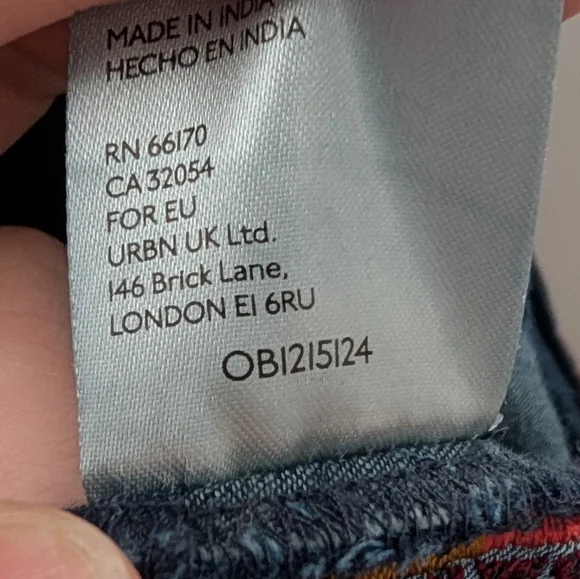 MADE IN INDIA
HECHO EN INDIA
RN 66170
CA 32054
FOR EU
URBN UK Ltd.
146 Brick Lane,
LONDON E1 6RU
OB1215124